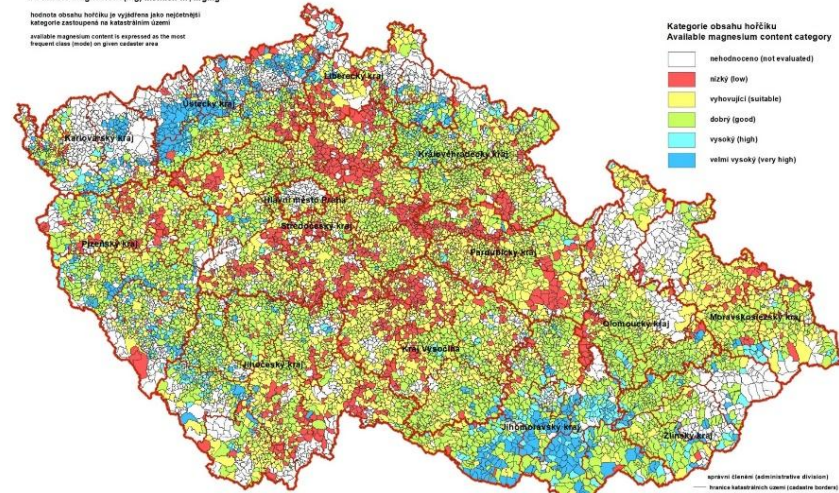 hodnota obsahu hořčíku je vyjádřena jako nejčetnější
kategorie zastoupená na katastrálním území
available magnesium content is expressed as the most
frequent class (mode) on given cadaster area
Kategorie obsahu hořčíku
Available magnesium content category
nehodnoceno (not evaluated)
nízký (low)
vyhovující (suitable)
dobrý (good)
vysoký (high)
velmi vysoký (very high)
Liberecký kraj
Ústecký kraj
Karlovarský kraj
Královéhradecký kraj
Hlavní město Praha
Středočeský kraj
Plzeňský kraj
Pardubický kraj
Olomoucký kraj
Moravskoslezský kraj
Kraj Vysočina
Jihočeský kraj
Jihomoravský kraj
Zlínský kraj
správní členění (administrative division)
hranice katastrálních území (cadastre borders)